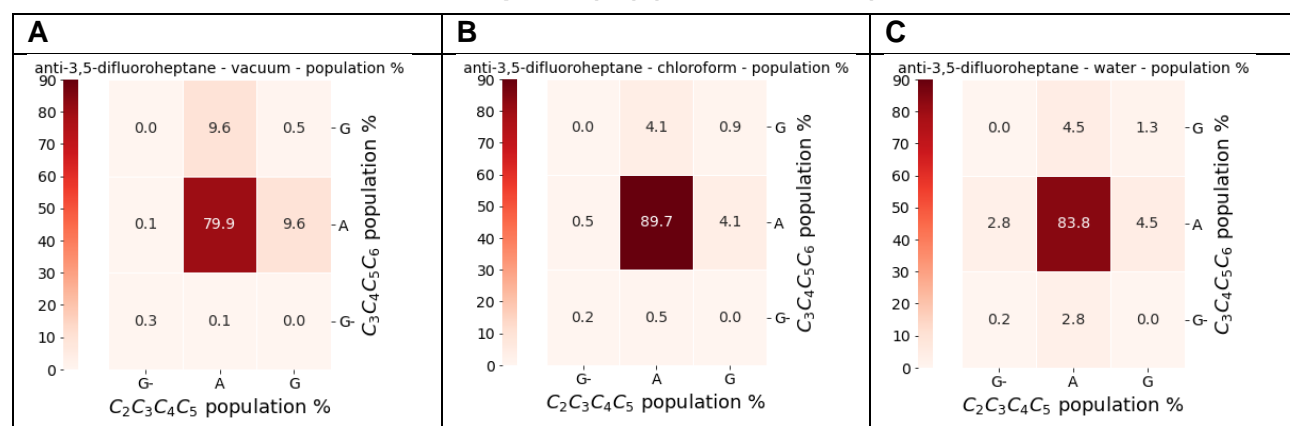 A
anti-3,5-difluoroheptane - vacuum - population %
90
80
70
60
50
40
30
20
10
0
0.0 9.6 0.5
0.1 79.9 9.6
0.3 0.1 0.0
G
A
G-
C₃C₄C₅C₆ population %
G- A G
C₂C₃C₄C₅ population %
B
anti-3,5-difluoroheptane - chloroform - population %
90
80
70
60
50
40
30
20
10
0
0.0 4.1 0.9
0.5 89.7 4.1
0.2 0.5 0.0
G
A
G-
C₃C₄C₅C₆ population %
G- A G
C₂C₃C₄C₅ population %
C
anti-3,5-difluoroheptane - water - population %
90
80
70
60
50
40
30
20
10
0
0.0 4.5 1.3
2.8 83.8 4.5
0.2 2.8 0.0
G
A
G-
C₃C₄C₅C₆ population %
G- A G
C₂C₃C₄C₅ population %